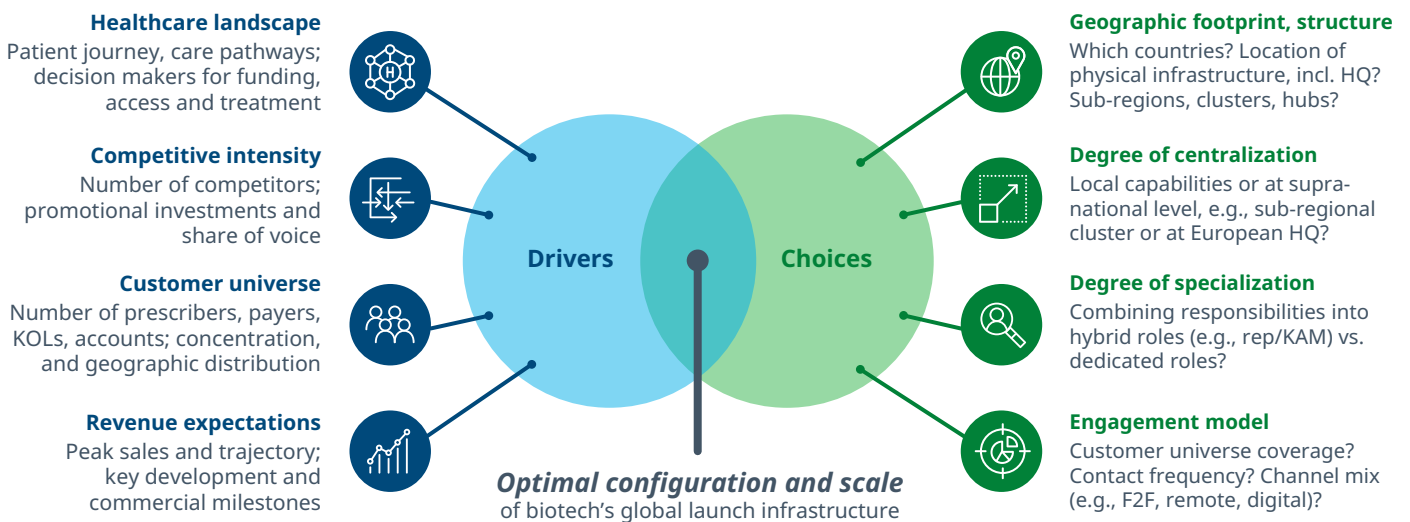 Healthcare landscape
Patient journey, care pathways;
decision makers for funding,
access and treatment
Competitive intensity
Number of competitors;
promotional investments and
share of voice
Customer universe
Number of prescribers, payers,
KOLs, accounts; concentration,
and geographic distribution
Revenue expectations
Peak sales and trajectory;
key development and
commercial milestones
H
Drivers
Choices
Optimal configuration and scale
of biotech’s global launch infrastructure
Geographic footprint, structure
Which countries? Location of
physical infrastructure, incl. HQ?
Sub-regions, clusters, hubs?
Degree of centralization
Local capabilities or at supra-
national level, e.g., sub-regional
cluster or at European HQ?
Degree of specialization
Combining responsibilities into
hybrid roles (e.g., rep/KAM) vs.
dedicated roles?
Engagement model
Customer universe coverage?
Contact frequency? Channel mix
(e.g., F2F, remote, digital)?